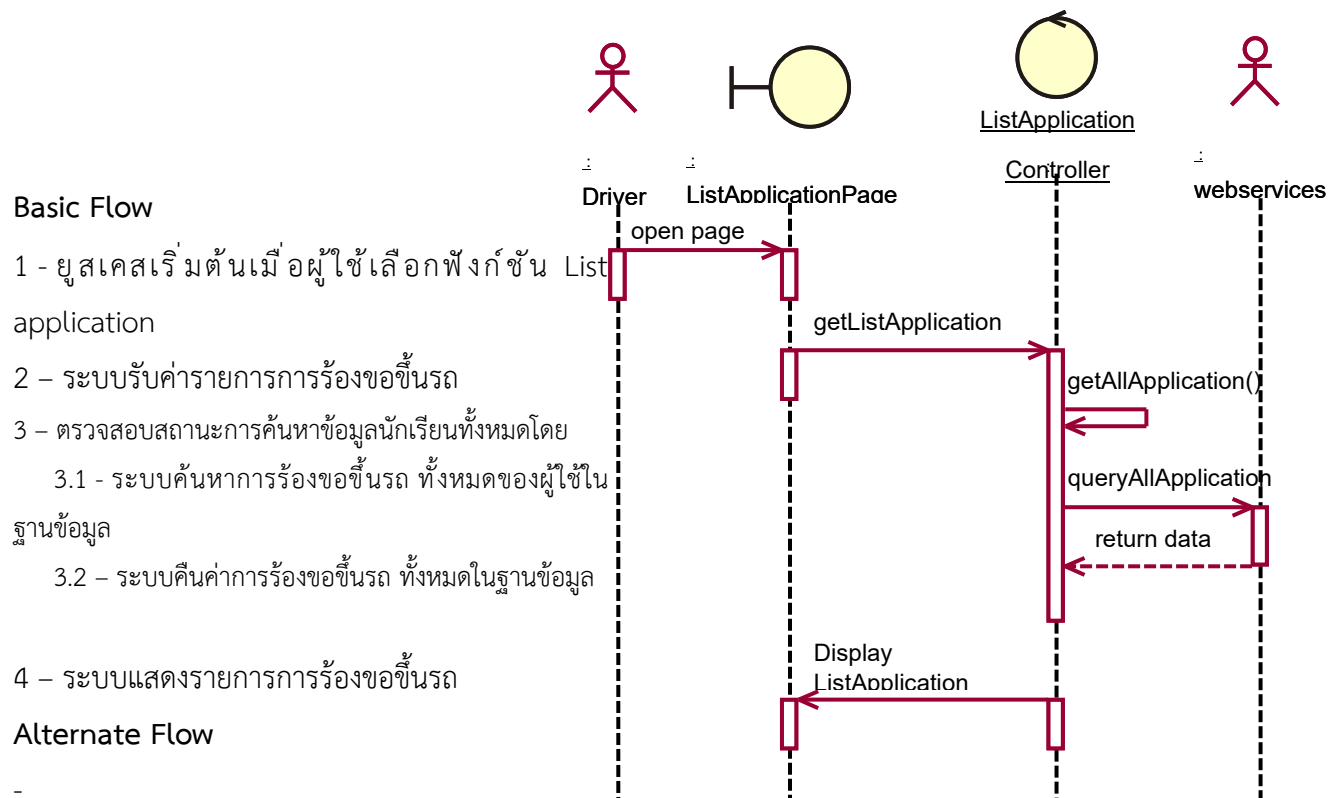 ListApplication
:
:
:
Controller
Driver
ListApplicationPage
webservices
Basic Flow
open page
1 - ยูสเคสเริ่มต้นเมื่อผู้ใช้เลือกฟังก์ชัน List
application
getListApplication
2 – ระบบรับค่ารายการการร้องขอขึ้นรถ
getAllApplication()
3 – ตรวจสอบสถานะการค้นหาข้อมูลนักเรียนทั้งหมดโดย
3.1 - ระบบค้นหาการร้องขอขึ้นรถ ทั้งหมดของผู้ใช้ใน
ฐานข้อมูล
queryAllApplication
return data
3.2 – ระบบคืนค่าการร้องขอขึ้นรถ ทั้งหมดในฐานข้อมูล
Display
ListApplication
4 – ระบบแสดงรายการการร้องขอขึ้นรถ
Alternate Flow
-